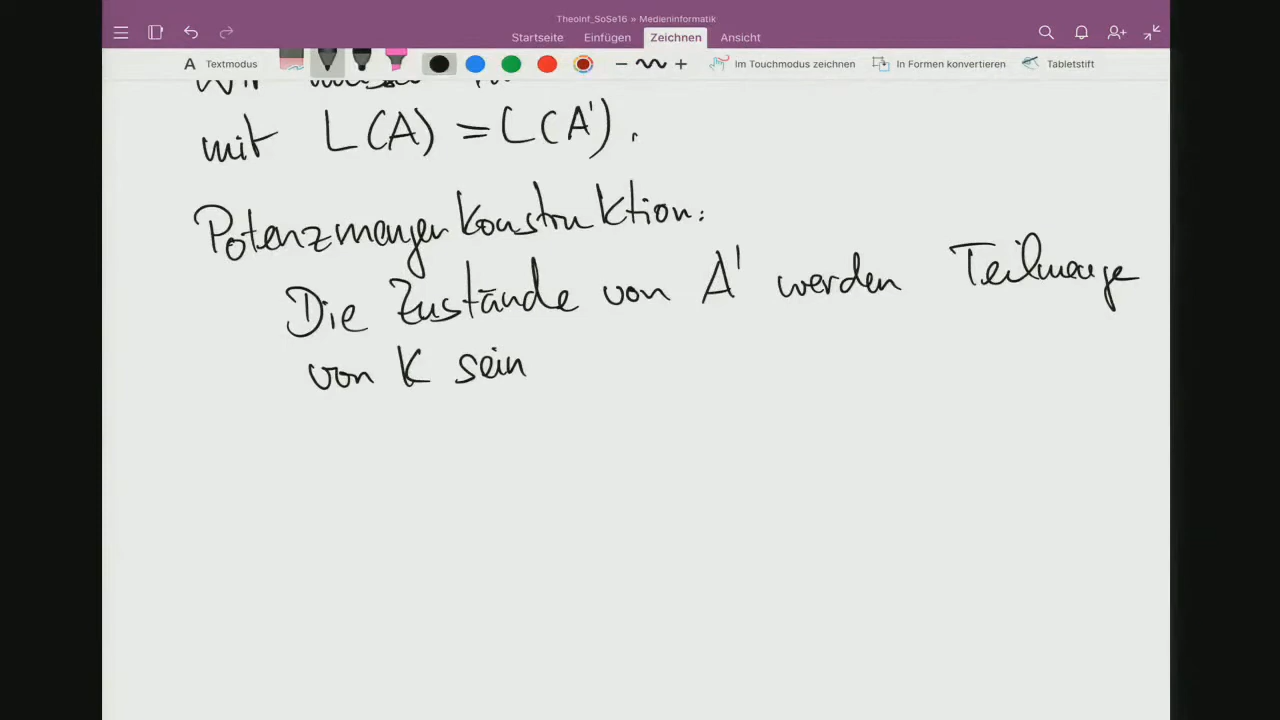 TheoInf_SoSe16 » Medieninformatik
Startseite Einfügen Zeichnen Ansicht
A Textmodus Im Touchmodus zeichnen In Formen konvertieren Tabletstift
Wir
mit L(A) = L(A').
Potenzmengenkonstruktion:
Die Zustände von A' werden Teilmenge
von K sein